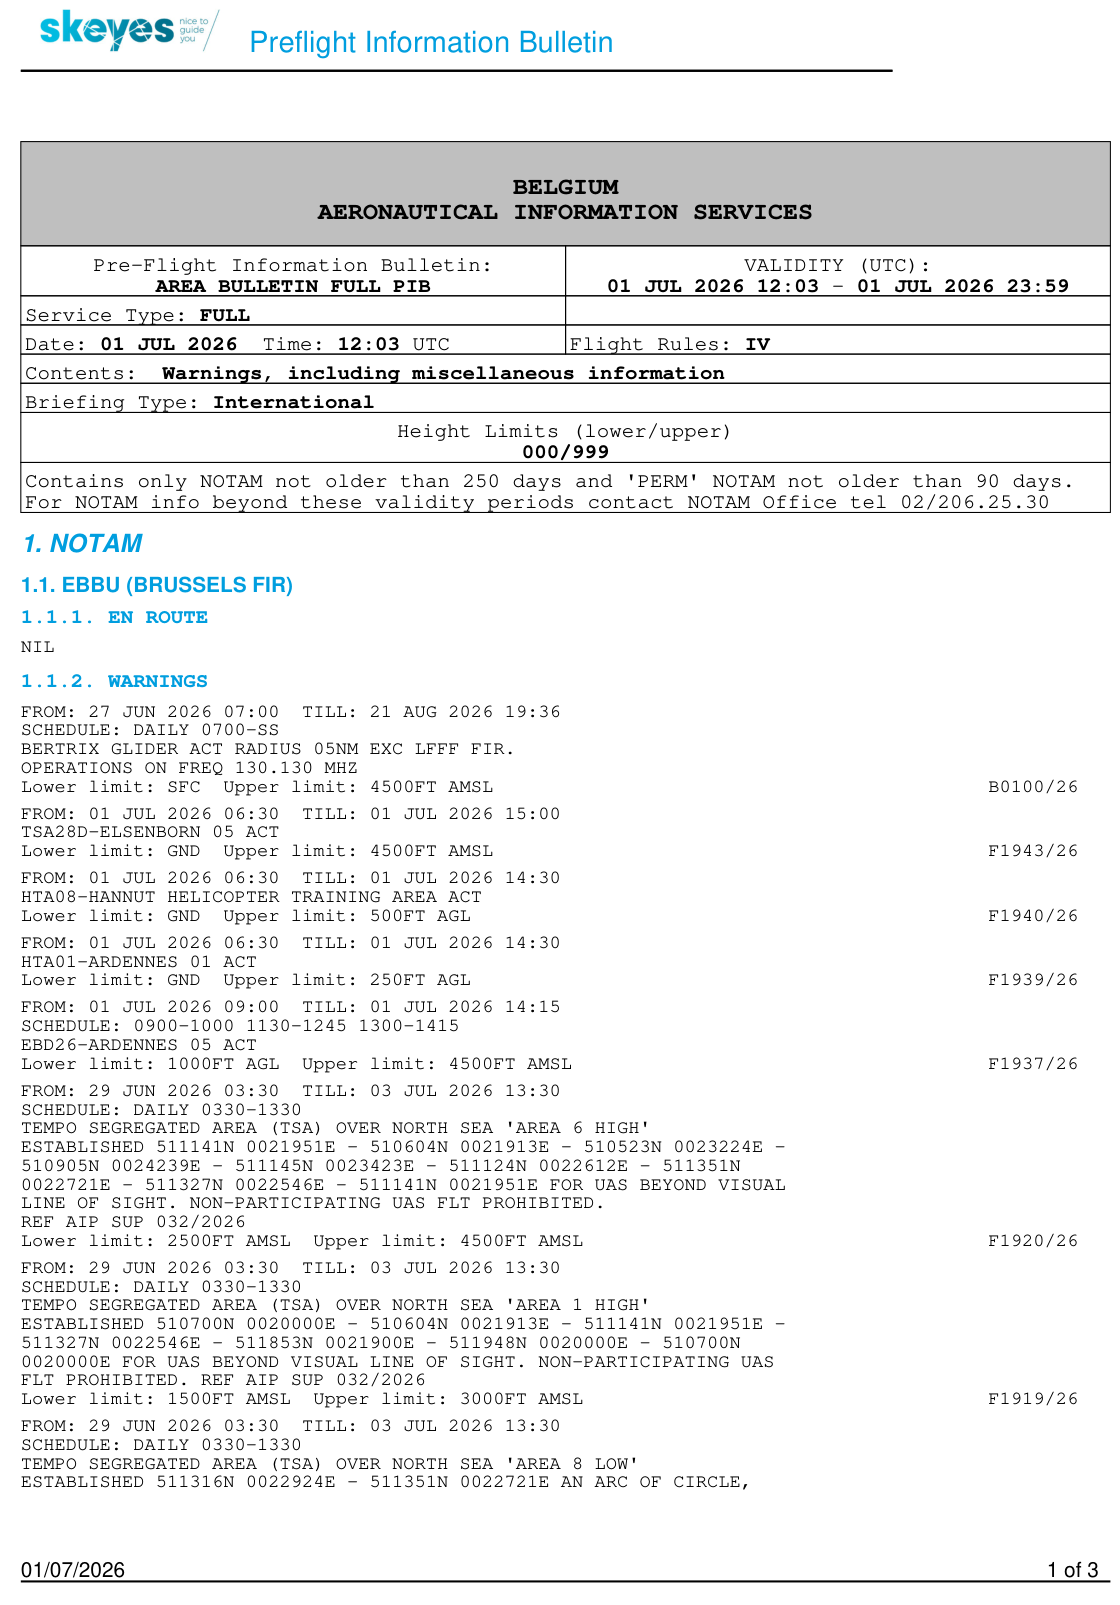 skeyes nice to guide you
Preflight Information Bulletin
BELGIUM
AERONAUTICAL INFORMATION SERVICES
Pre-Flight Information Bulletin:
AREA BULLETIN FULL PIB
VALIDITY (UTC):
01 JUL 2026 12:03 - 01 JUL 2026 23:59
Service Type: FULL
Date: 01 JUL 2026  Time: 12:03 UTC
Flight Rules: IV
Contents:  Warnings, including miscellaneous information
Briefing Type: International
Height Limits (lower/upper)
000/999
Contains only NOTAM not older than 250 days and 'PERM' NOTAM not older than 90 days.
For NOTAM info beyond these validity periods contact NOTAM Office tel 02/206.25.30
1. NOTAM
1.1. EBBU (BRUSSELS FIR)
1.1.1. EN ROUTE
NIL
1.1.2. WARNINGS
FROM: 27 JUN 2026 07:00  TILL: 21 AUG 2026 19:36
SCHEDULE: DAILY 0700-SS
BERTRIX GLIDER ACT RADIUS 05NM EXC LFFF FIR.
OPERATIONS ON FREQ 130.130 MHZ
Lower limit: SFC  Upper limit: 4500FT AMSL B0100/26
FROM: 01 JUL 2026 06:30  TILL: 01 JUL 2026 15:00
TSA28D-ELSENBORN 05 ACT
Lower limit: GND  Upper limit: 4500FT AMSL F1943/26
FROM: 01 JUL 2026 06:30  TILL: 01 JUL 2026 14:30
HTA08-HANNUT HELICOPTER TRAINING AREA ACT
Lower limit: GND  Upper limit: 500FT AGL F1940/26
FROM: 01 JUL 2026 06:30  TILL: 01 JUL 2026 14:30
HTA01-ARDENNES 01 ACT
Lower limit: GND  Upper limit: 250FT AGL F1939/26
FROM: 01 JUL 2026 09:00  TILL: 01 JUL 2026 14:15
SCHEDULE: 0900-1000 1130-1245 1300-1415
EBD26-ARDENNES 05 ACT
Lower limit: 1000FT AGL  Upper limit: 4500FT AMSL F1937/26
FROM: 29 JUN 2026 03:30  TILL: 03 JUL 2026 13:30
SCHEDULE: DAILY 0330-1330
TEMPO SEGREGATED AREA (TSA) OVER NORTH SEA 'AREA 6 HIGH'
ESTABLISHED 511141N 0021951E - 510604N 0021913E - 510523N 0023224E -
510905N 0024239E - 511145N 0023423E - 511124N 0022612E - 511351N
0022721E - 511327N 0022546E - 511141N 0021951E FOR UAS BEYOND VISUAL
LINE OF SIGHT. NON-PARTICIPATING UAS FLT PROHIBITED.
REF AIP SUP 032/2026
Lower limit: 2500FT AMSL  Upper limit: 4500FT AMSL F1920/26
FROM: 29 JUN 2026 03:30  TILL: 03 JUL 2026 13:30
SCHEDULE: DAILY 0330-1330
TEMPO SEGREGATED AREA (TSA) OVER NORTH SEA 'AREA 1 HIGH'
ESTABLISHED 510700N 0020000E - 510604N 0021913E - 511141N 0021951E -
511327N 0022546E - 511853N 0021900E - 511948N 0020000E - 510700N
0020000E FOR UAS BEYOND VISUAL LINE OF SIGHT. NON-PARTICIPATING UAS
FLT PROHIBITED. REF AIP SUP 032/2026
Lower limit: 1500FT AMSL  Upper limit: 3000FT AMSL F1919/26
FROM: 29 JUN 2026 03:30  TILL: 03 JUL 2026 13:30
SCHEDULE: DAILY 0330-1330
TEMPO SEGREGATED AREA (TSA) OVER NORTH SEA 'AREA 8 LOW'
ESTABLISHED 511316N 0022924E - 511351N 0022721E AN ARC OF CIRCLE,
01/07/2026 1 of 3